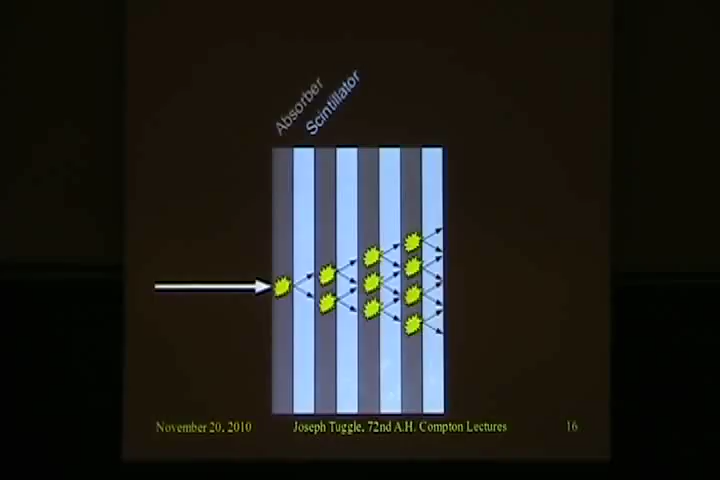 Absorber
Scintillator
November 20, 2010
Joseph Tuggle, 72nd A.H. Compton Lectures
16